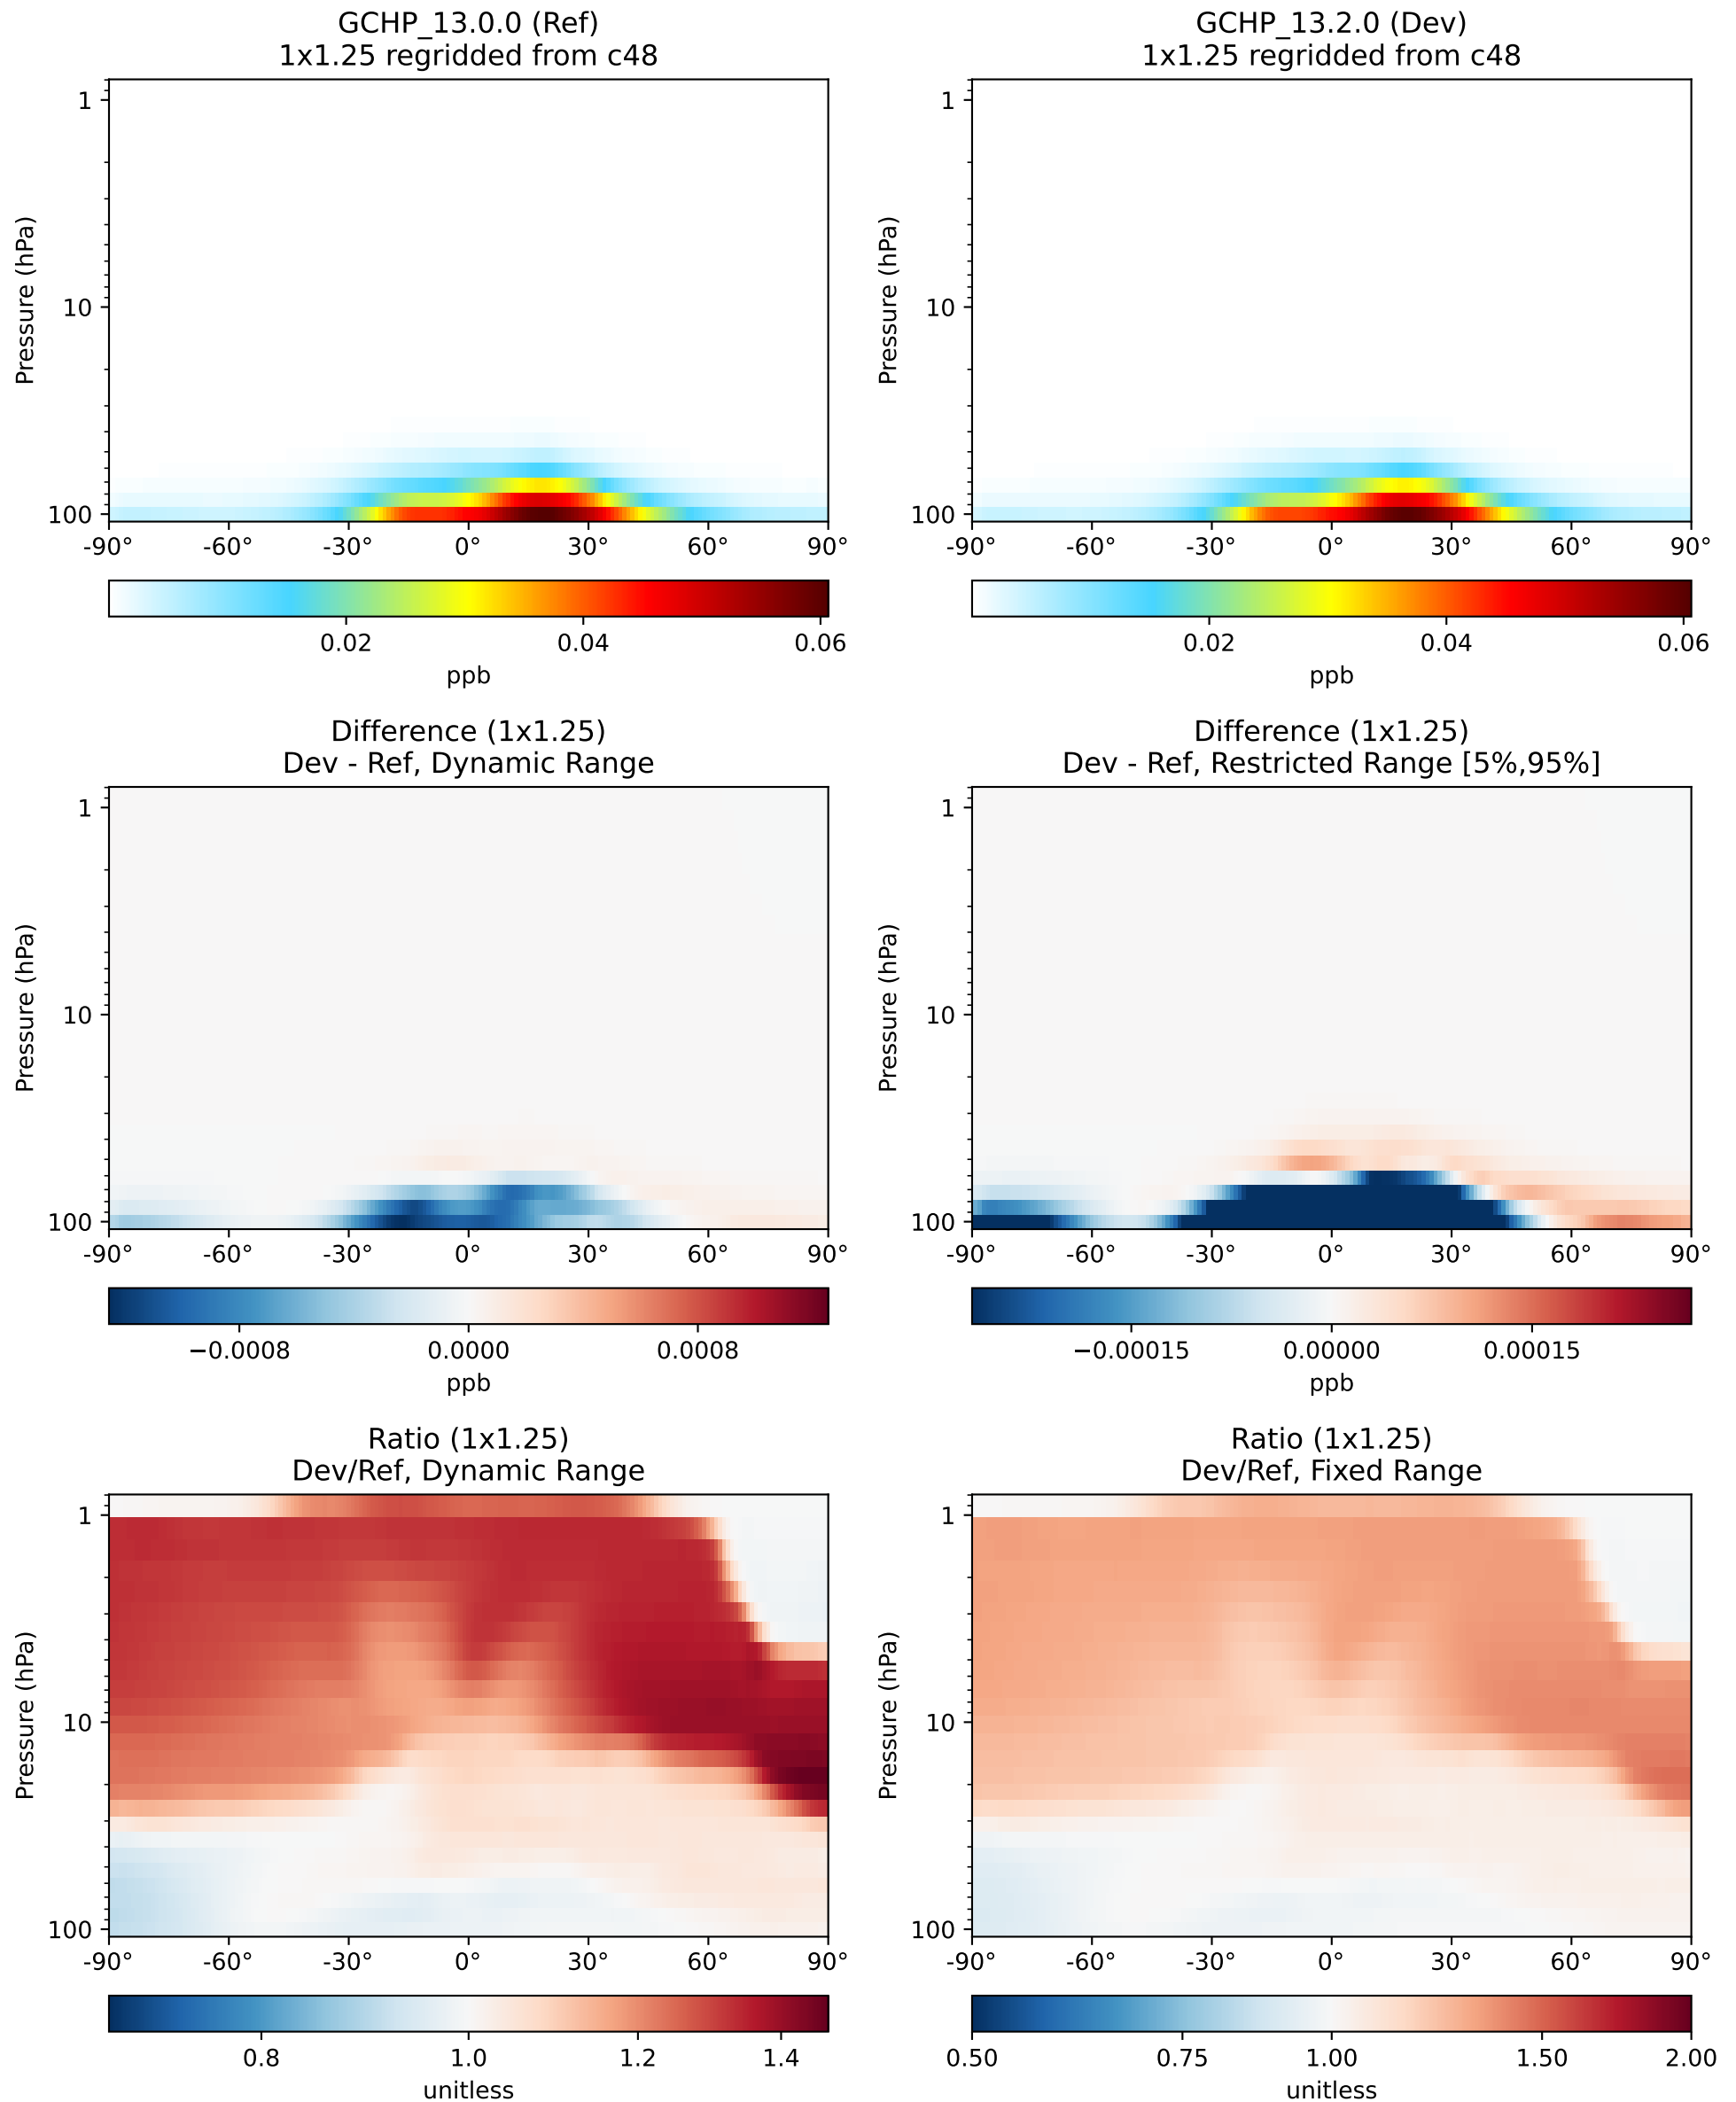 GCHP_13.0.0 (Ref)
1x1.25 regridded from c48
Pressure (hPa)
1
10
100
-90° -60° -30° 0° 30° 60° 90°
0.02 0.04 0.06
ppb
GCHP_13.2.0 (Dev)
1x1.25 regridded from c48
Pressure (hPa)
1
10
100
-90° -60° -30° 0° 30° 60° 90°
0.02 0.04 0.06
ppb
Difference (1x1.25)
Dev - Ref, Dynamic Range
Pressure (hPa)
1
10
100
-90° -60° -30° 0° 30° 60° 90°
−0.0008 0.0000 0.0008
ppb
Difference (1x1.25)
Dev - Ref, Restricted Range [5%,95%]
Pressure (hPa)
1
10
100
-90° -60° -30° 0° 30° 60° 90°
−0.00015 0.00000 0.00015
ppb
Ratio (1x1.25)
Dev/Ref, Dynamic Range
Pressure (hPa)
1
10
100
-90° -60° -30° 0° 30° 60° 90°
0.8 1.0 1.2 1.4
unitless
Ratio (1x1.25)
Dev/Ref, Fixed Range
Pressure (hPa)
1
10
100
-90° -60° -30° 0° 30° 60° 90°
0.50 0.75 1.00 1.50 2.00
unitless